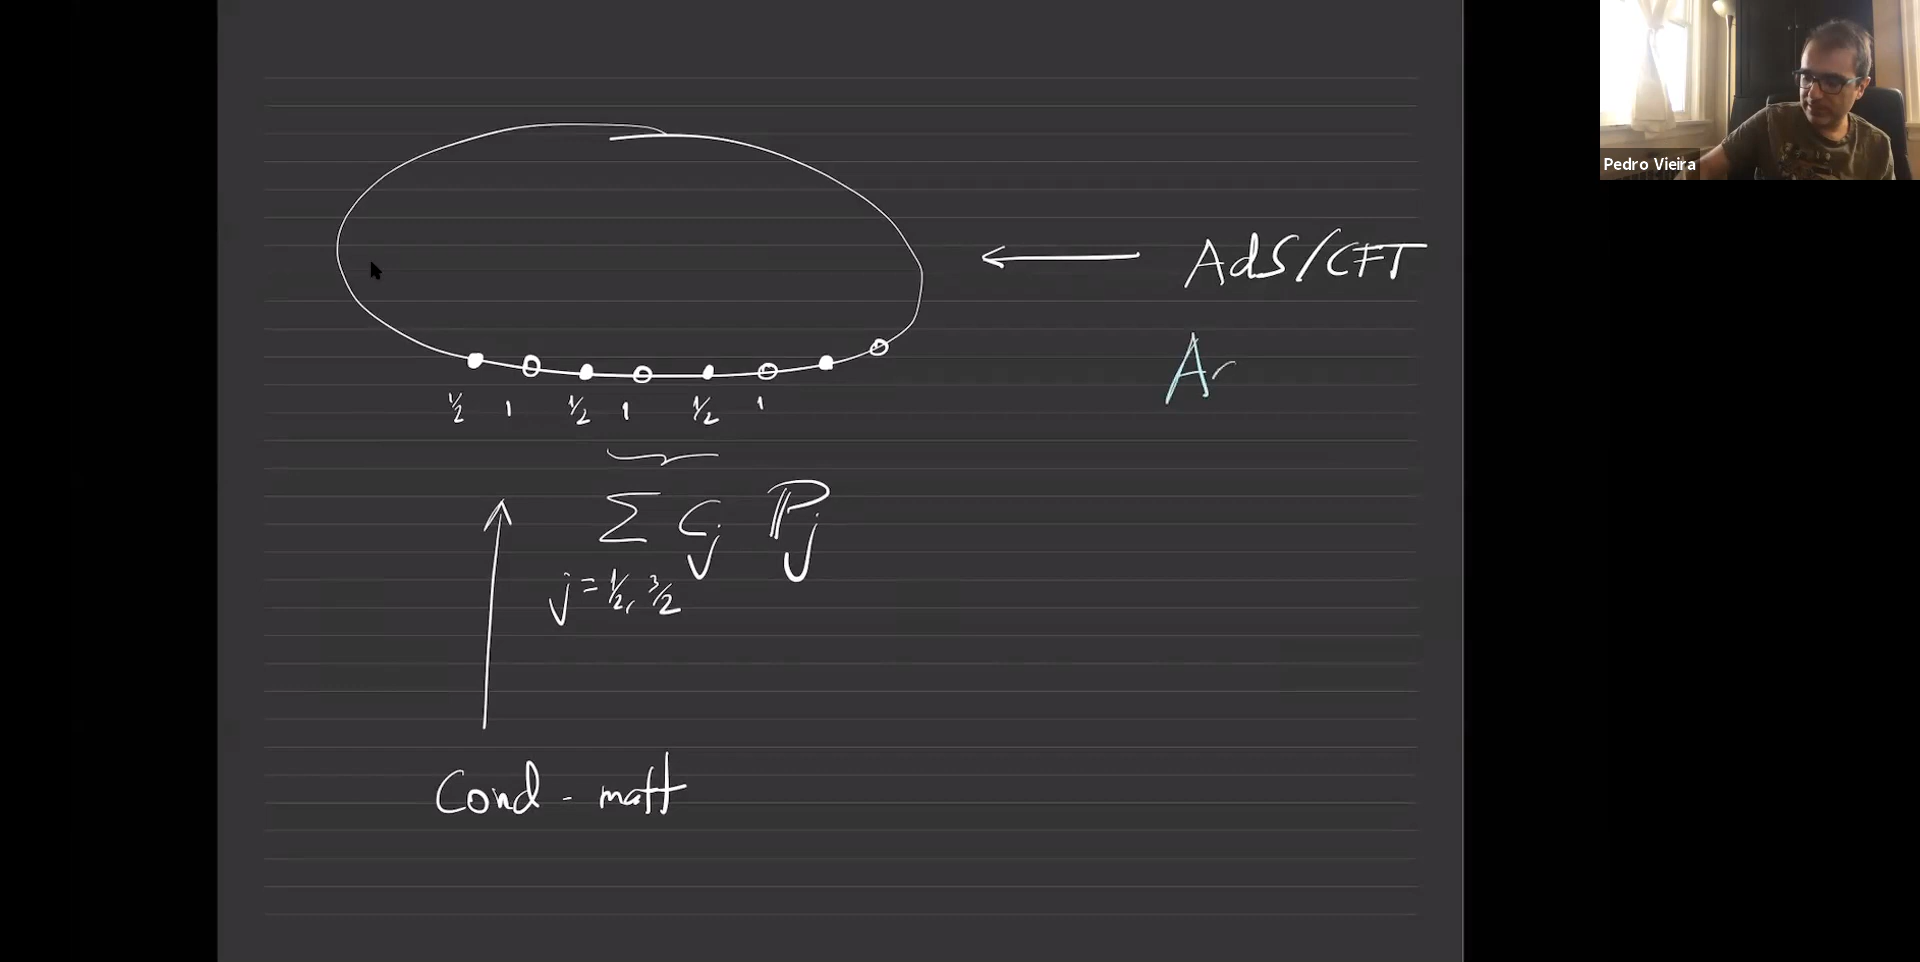 Pedro Vieira
AdS/CFT
A
1/2 1 1/2 1 1/2 1
Σ Cj ℙj
j = 1/2, 3/2
Cond - matt